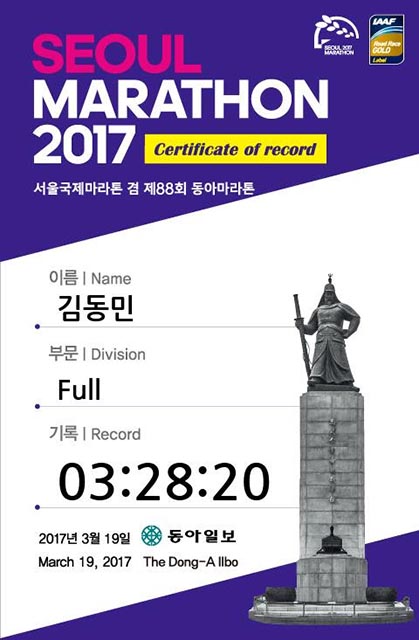 SEOUL
MARATHON
2017 Certificate of record
서울국제마라톤 겸 제88회 동아마라톤
SEOUL 2017
MARATHON
IAAF
Road Race
GOLD
Label
이름 | Name
김동민
부문 | Division
Full
기록 | Record
03:28:20
2017년 3월 19일 동아일보
March 19, 2017 The Dong-A Ilbo